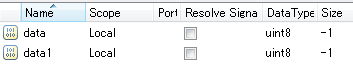 Name Scope Port Resolve Signa DataType Size
data Local uint8 -1
data1 Local uint8 -1